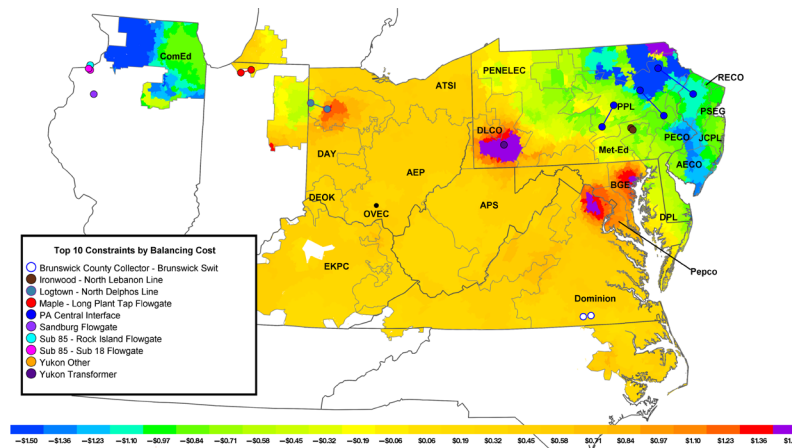 ComEd
ATSI
PENELEC
RECO
PPL
PSEG
DLCO
PECO
JCPL
Met-Ed
DAY
AEP
AECO
BGE
DEOK
OVEC
APS
DPL
EKPC
Pepco
Dominion
Top 10 Constraints by Balancing Cost
Brunswick County Collector - Brunswick Swit
Ironwood - North Lebanon Line
Logtown - North Delphos Line
Maple - Long Plant Tap Flowgate
PA Central Interface
Sandburg Flowgate
Sub 85 - Rock Island Flowgate
Sub 85 - Sub 18 Flowgate
Yukon Other
Yukon Transformer
−$1.50 −$1.36 −$1.23 −$1.10 −$0.97 −$0.84 −$0.71 −$0.58 −$0.45 −$0.32 −$0.19 −$0.06 $0.06 $0.19 $0.32 $0.45 $0.58 $0.71 $0.84 $0.97 $1.10 $1.23 $1.36